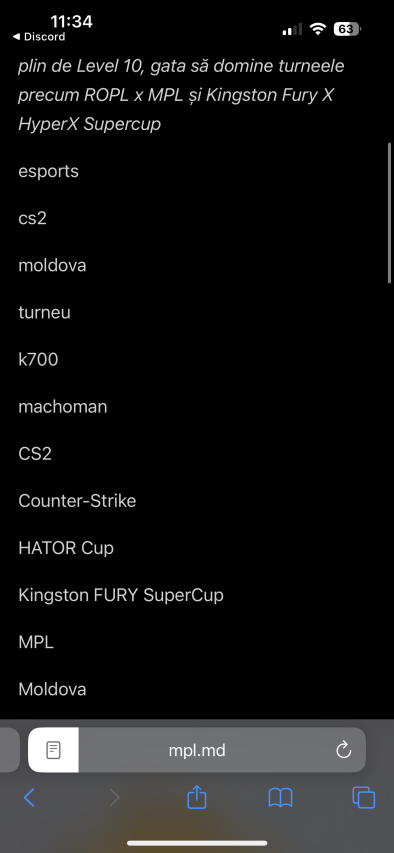 11:34
63
◀ Discord
plin de Level 10, gata să domine turneele
precum ROPL x MPL și Kingston Fury X
HyperX Supercup
esports
cs2
moldova
turneu
k700
machoman
CS2
Counter-Strike
HATOR Cup
Kingston FURY SuperCup
MPL
Moldova
mpl.md